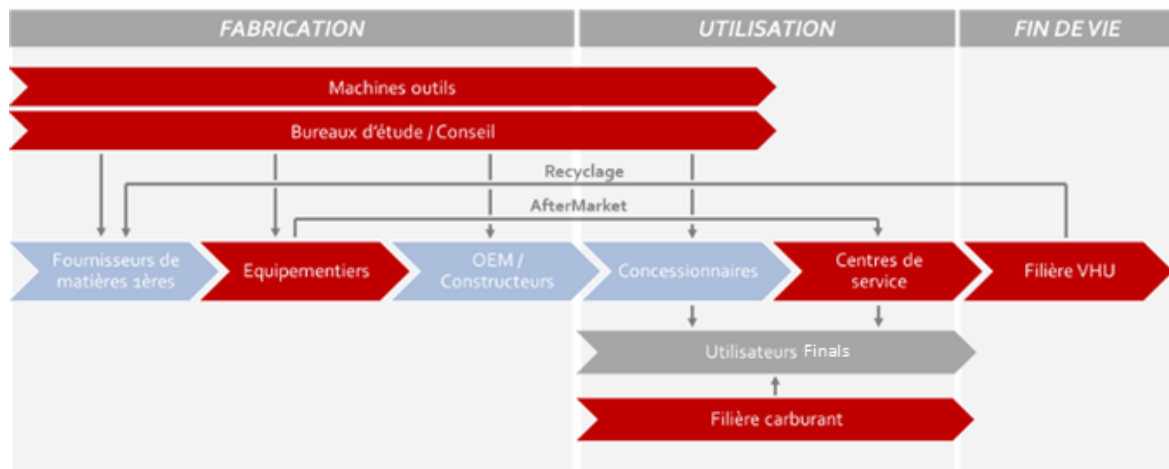 FABRICATION
UTILISATION
FIN DE VIE
Machines outils
Bureaux d'étude / Conseil
Recyclage
AfterMarket
Fournisseurs de
matières 1ères
Equipementiers
OEM /
Constructeurs
Concessionnaires
Centres de
service
Filière VHU
Utilisateurs Finals
Filière carburant